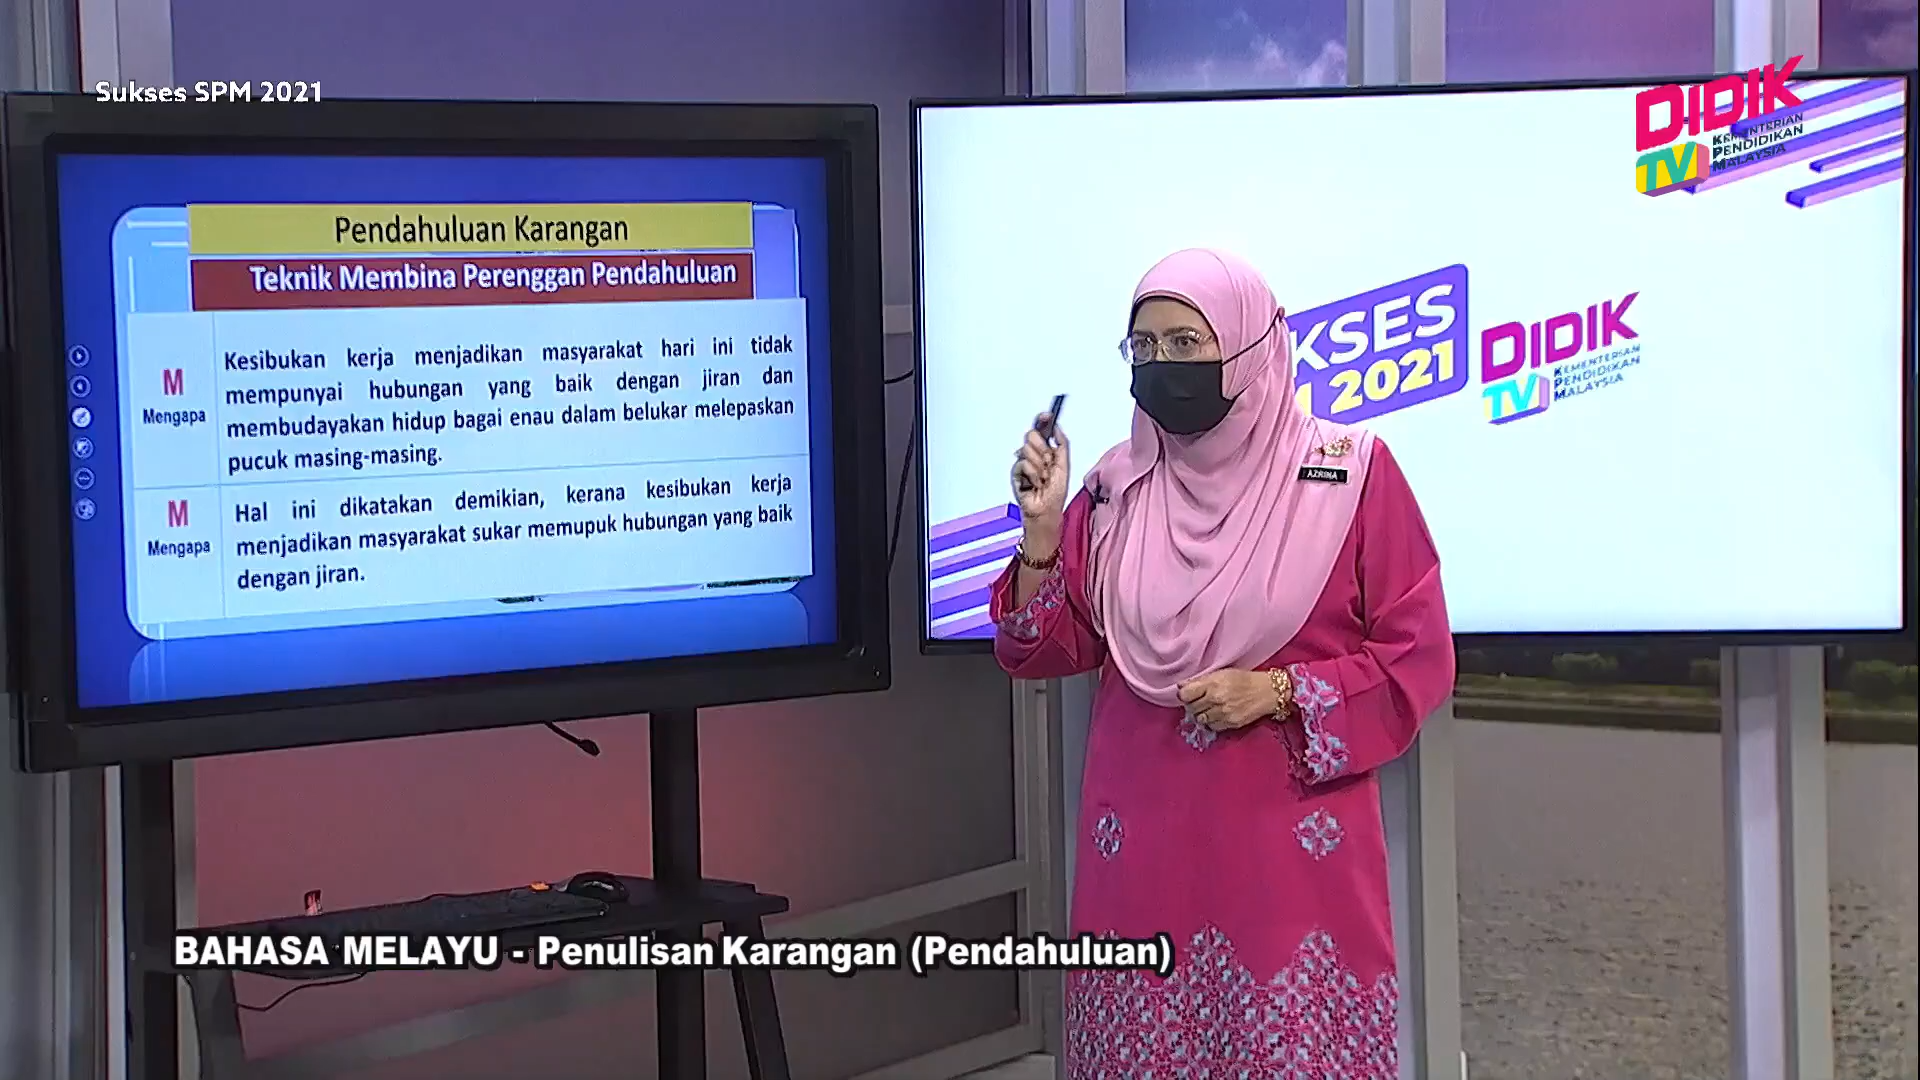 Sukses SPM 2021
Pendahuluan Karangan
Teknik Membina Perenggan Pendahuluan
M
Mengapa
Kesibukan kerja menjadikan masyarakat hari ini tidak
mempunyai hubungan yang baik dengan jiran dan
membudayakan hidup bagai enau dalam belukar melepaskan
pucuk masing-masing.
M
Mengapa
Hal ini dikatakan demikian, kerana kesibukan kerja
menjadikan masyarakat sukar memupuk hubungan yang baik
dengan jiran.
DIDIK
TV
KEMENTERIAN
PENDIDIKAN
MALAYSIA
KSES
2021
DIDIK
TV
KEMENTERIAN
PENDIDIKAN
MALAYSIA
AZRINA
BAHASA MELAYU - Penulisan Karangan (Pendahuluan)